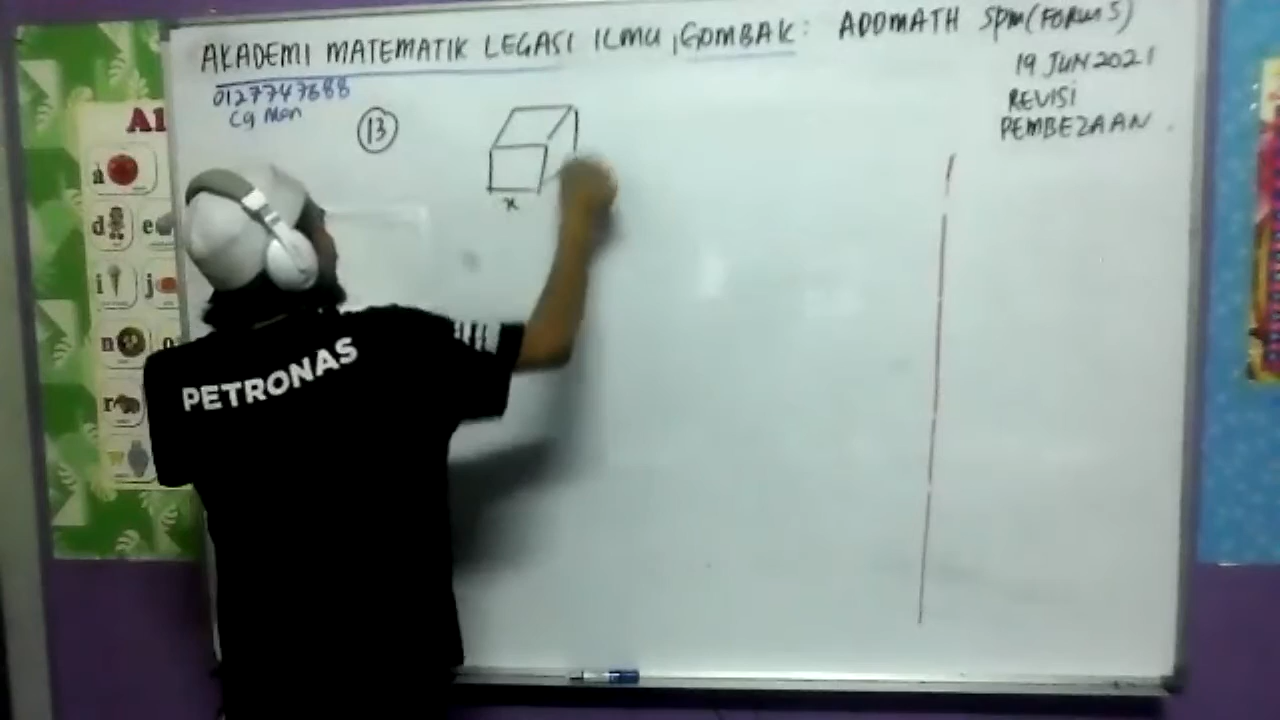 AKADEMI MATEMATIK LEGASI ILMU, GOMBAK: ADDMATH SPM (FORM 5)
0127747688
Cg Man
19 JUN 2021
REVISI
PEMBEZAAN.
13
x
A1
a
d e
i j
n o
r
w
PETRONAS